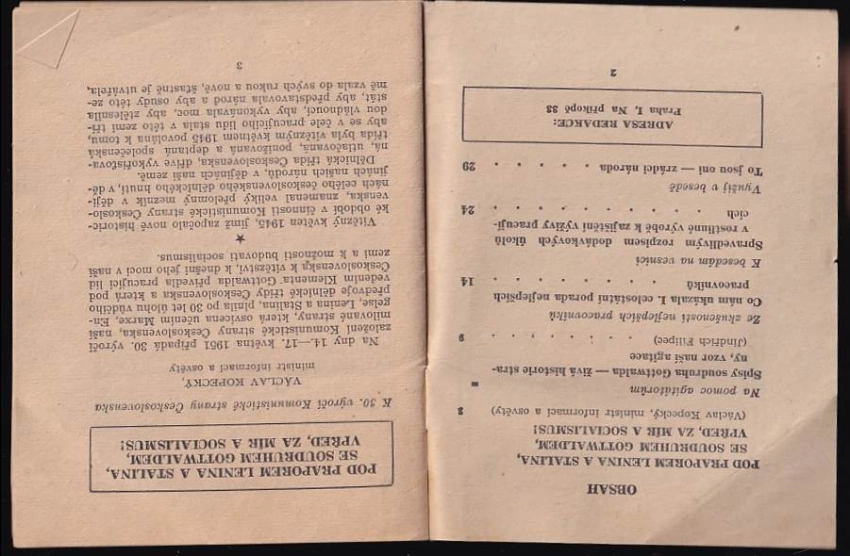 OBSAH
POD PRAPOREM LENINA A STALINA,
SE SOUDRUHEM GOTTWALDEM,
VPŘED, ZA MÍR A SOCIALISMUS!
(Václav Kopecký, ministr informací a osvěty) 3
Na pomoc agitátorům
Spisy soudruha Gottwalda — živá historie stra-
ny, vzor naší agitace
(Jindřich Filipec) . . . . . . 9
Ze zkušeností nejlepších pracovníků
Co nám ukázala I. celostátní porada nejlepších
pracovníků . . . . . . . 14
K besedám na vesnici
Spravedlivým rozpisem dodávkových úkolů
v rostlinné výrobě k zajištění výživy pracují-
cích . . . . . . . . . 24
Využij v besedě
To jsou oni — zrádci národa . . . . . 29
ADRESA REDAKCE:
Praha I, Na příkopě 33
2
POD PRAPOREM LENINA A STALINA,
SE SOUDRUHEM GOTTWALDEM,
VPŘED, ZA MÍR A SOCIALISMUS!
K 30. výročí Komunistické strany Československa
VÁCLAV KOPECKÝ,
ministr informací a osvěty
Na dny 14.—17. května 1951 připadá 30. výročí
založení Komunistické strany Československa, naší
milované strany, která osvícena učením Marxe, En-
gelse, Lenina a Stalina, plnila po 30 let úlohu vůdčího
předvoje dělnické třídy Československa a která pod
vedením Klementa Gottwalda přivedla pracující lid
Československa k vítězství, k dnešní jeho moci v naší
zemi a k možnosti budovati socialismus.
★
Vítězný květen 1945, jímž započalo nové historic-
ké období v činnosti Komunistické strany Českoslo-
venska, znamenal veliký přelomný mezník v ději-
nách celého československého dělnického hnutí, v dě-
jinách našich národů, v dějinách naší země.
Dělnická třída Československa, dříve vykořisťova-
ná, utlačovaná, ponižovaná a deptaná společenská
třída byla vítězným květnem 1945 povolána k tomu,
aby se v čele pracujícího lidu stala v této zemi tří-
dou vládnoucí, aby vykonávala moc, aby ztělesnila
stát, aby představovala národ a aby osudy této ze-
mě vzala do svých rukou a nově, šťastně je utvářela,
3